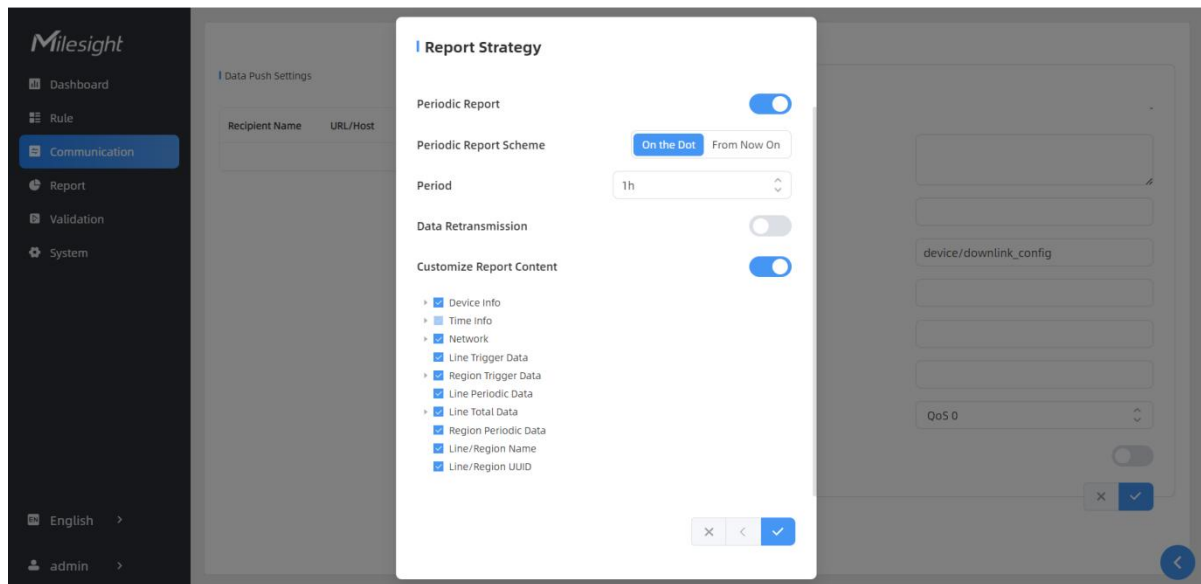 Milesight
Dashboard
Rule
Communication
Report
Validation
System
EN English
admin
Data Push Settings
Recipient Name URL/Host
Report Strategy
Periodic Report
Periodic Report Scheme On the Dot From Now On
Period 1h
Data Retransmission
Customize Report Content
Device Info
Time Info
Network
Line Trigger Data
Region Trigger Data
Line Periodic Data
Line Total Data
Region Periodic Data
Line/Region Name
Line/Region UUID
device/downlink_config
QoS 0